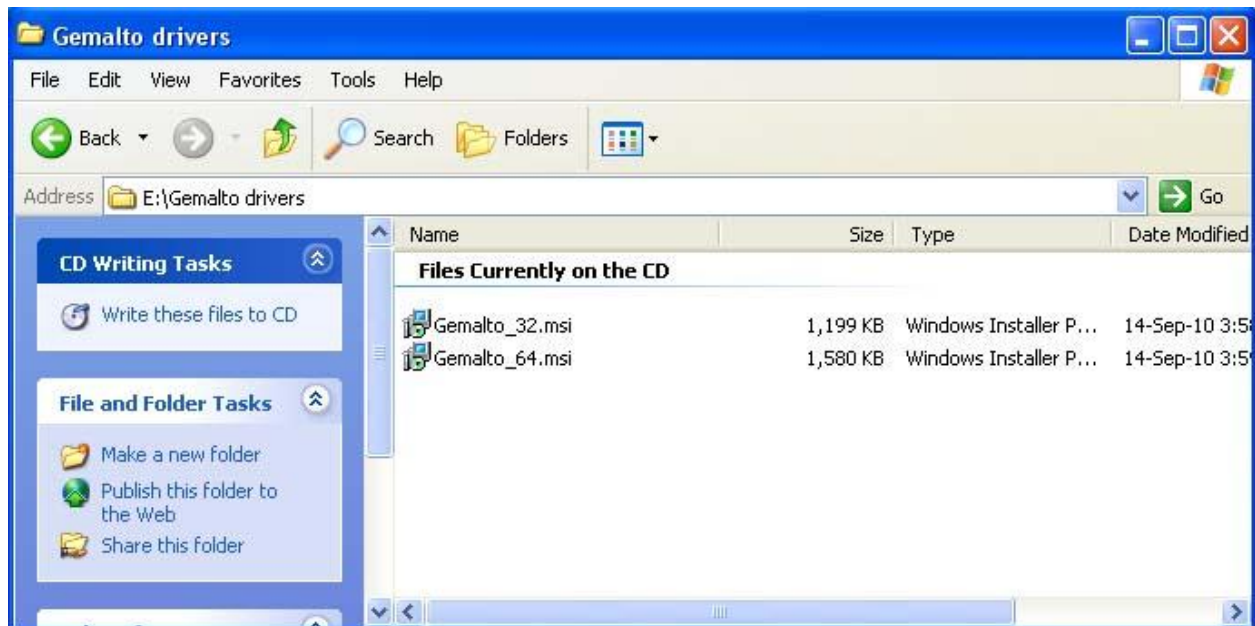 Gemalto drivers
File Edit View Favorites Tools Help
Back Search Folders
Address E:\Gemalto drivers Go
Name Size Type Date Modified
CD Writing Tasks
Write these files to CD
File and Folder Tasks
Make a new folder
Publish this folder to
the Web
Share this folder
Files Currently on the CD
Gemalto_32.msi 1,199 KB Windows Installer P... 14-Sep-10 3:5
Gemalto_64.msi 1,580 KB Windows Installer P... 14-Sep-10 3:5